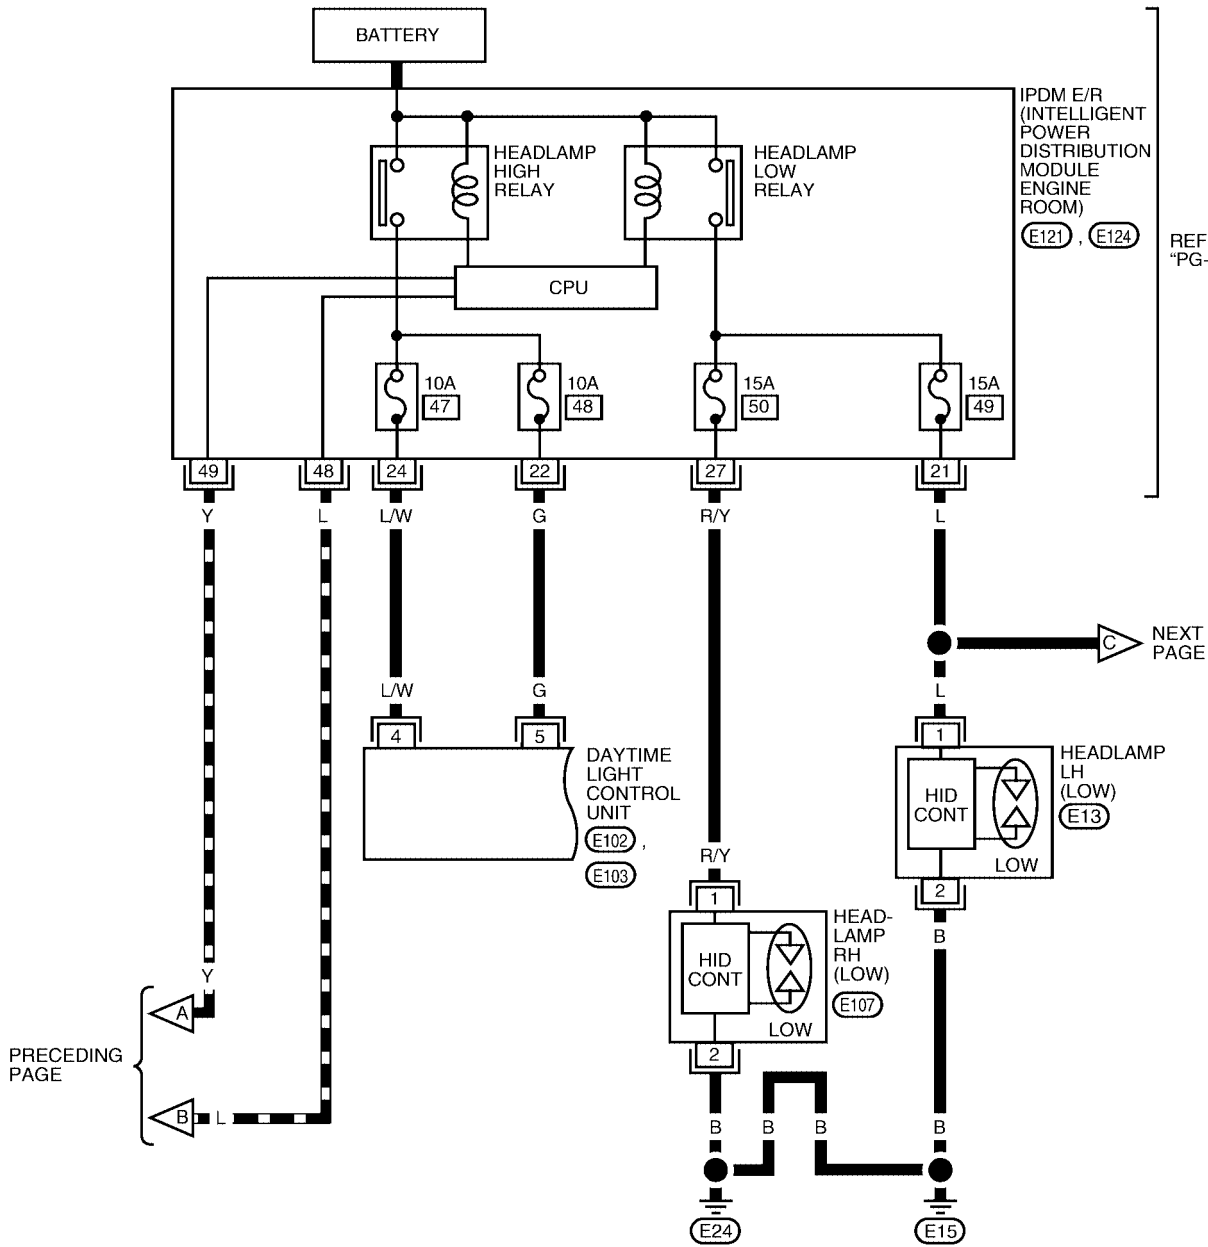 BATTERY
IPDM E/R
(INTELLIGENT
POWER
DISTRIBUTION
MODULE
ENGINE
ROOM)
E121 , E124
REF
"PG-
HEADLAMP
HIGH
RELAY
HEADLAMP
LOW
RELAY
CPU
10A
47
10A
48
15A
50
15A
49
49 48 24 22 27 21
Y L L/W G R/Y L
C
NEXT
PAGE
L/W G L
4 5 1
DAYTIME
LIGHT
CONTROL
UNIT
E102 ,
E103
HID
CONT
LOW
HEADLAMP
LH
(LOW)
E13
R/Y
1
2
B
HID
CONT
LOW
HEAD-
LAMP
RH
(LOW)
E107
Y
A
2
PRECEDING
PAGE
B L
B B B B
E24 E15